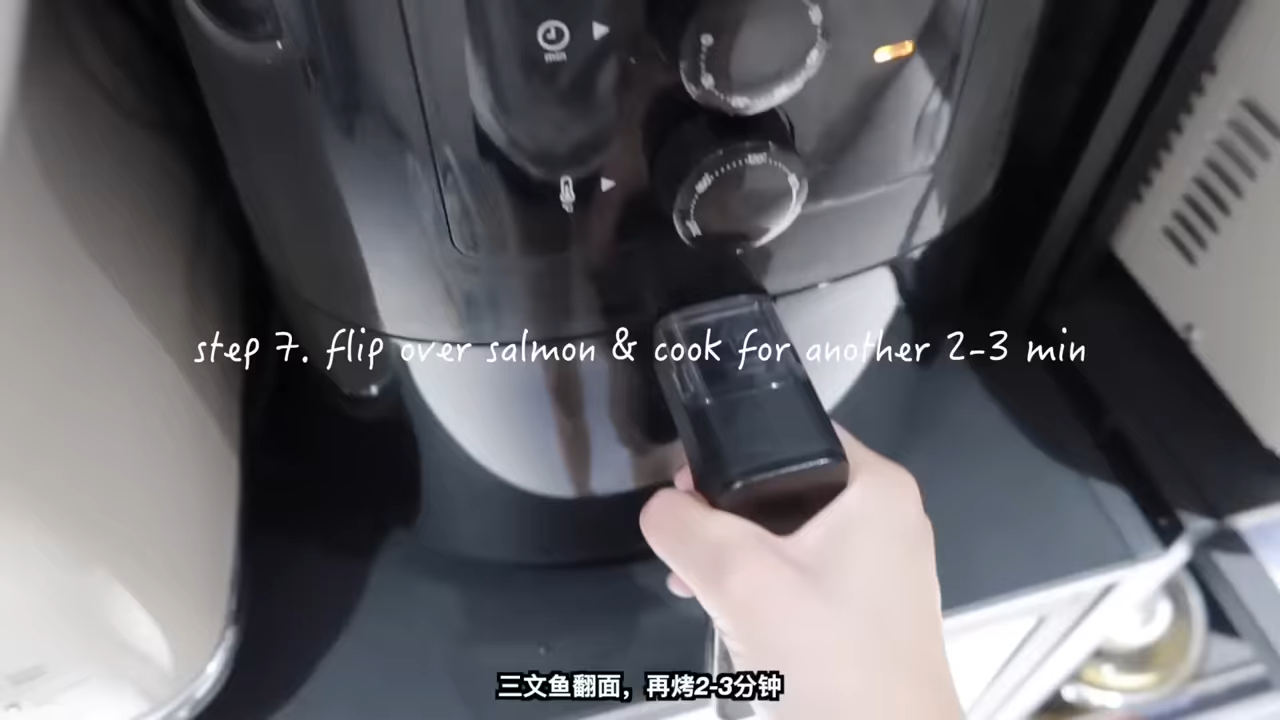 min
step 7. flip over salmon & cook for another 2-3 min
三文鱼翻面，再烤2-3分钟